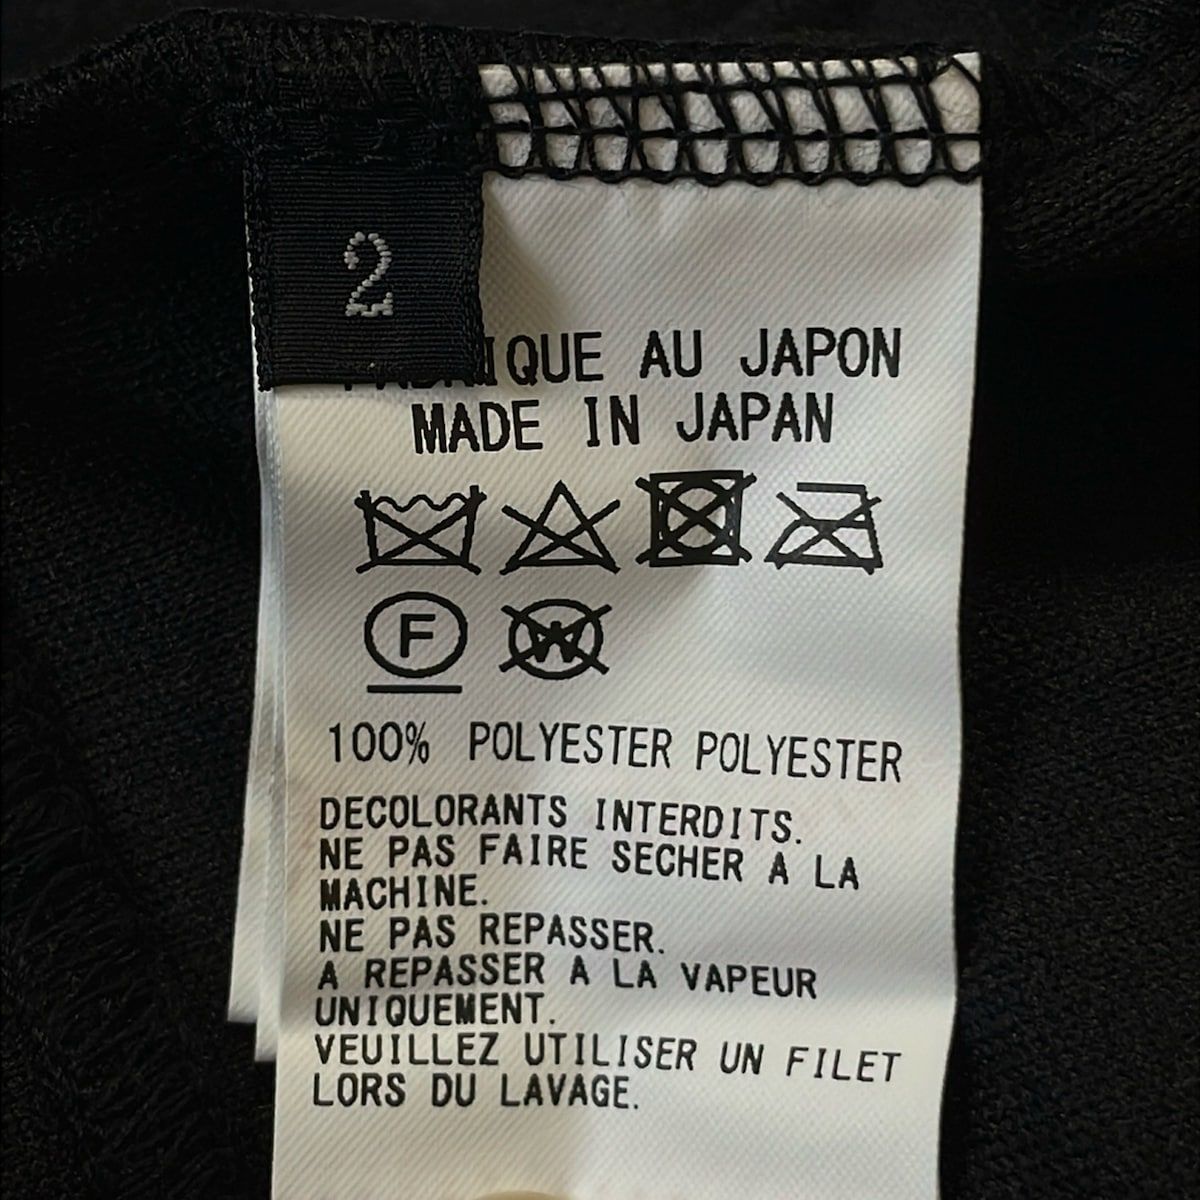 2
FABRIQUE AU JAPON
MADE IN JAPAN
F
W
100% POLYESTER POLYESTER
DECOLORANTS INTERDITS.
NE PAS FAIRE SECHER A LA
MACHINE.
NE PAS REPASSER.
A REPASSER A LA VAPEUR
UNIQUEMENT.
VEUILLEZ UTILISER UN FILET
LORS DU LAVAGE.